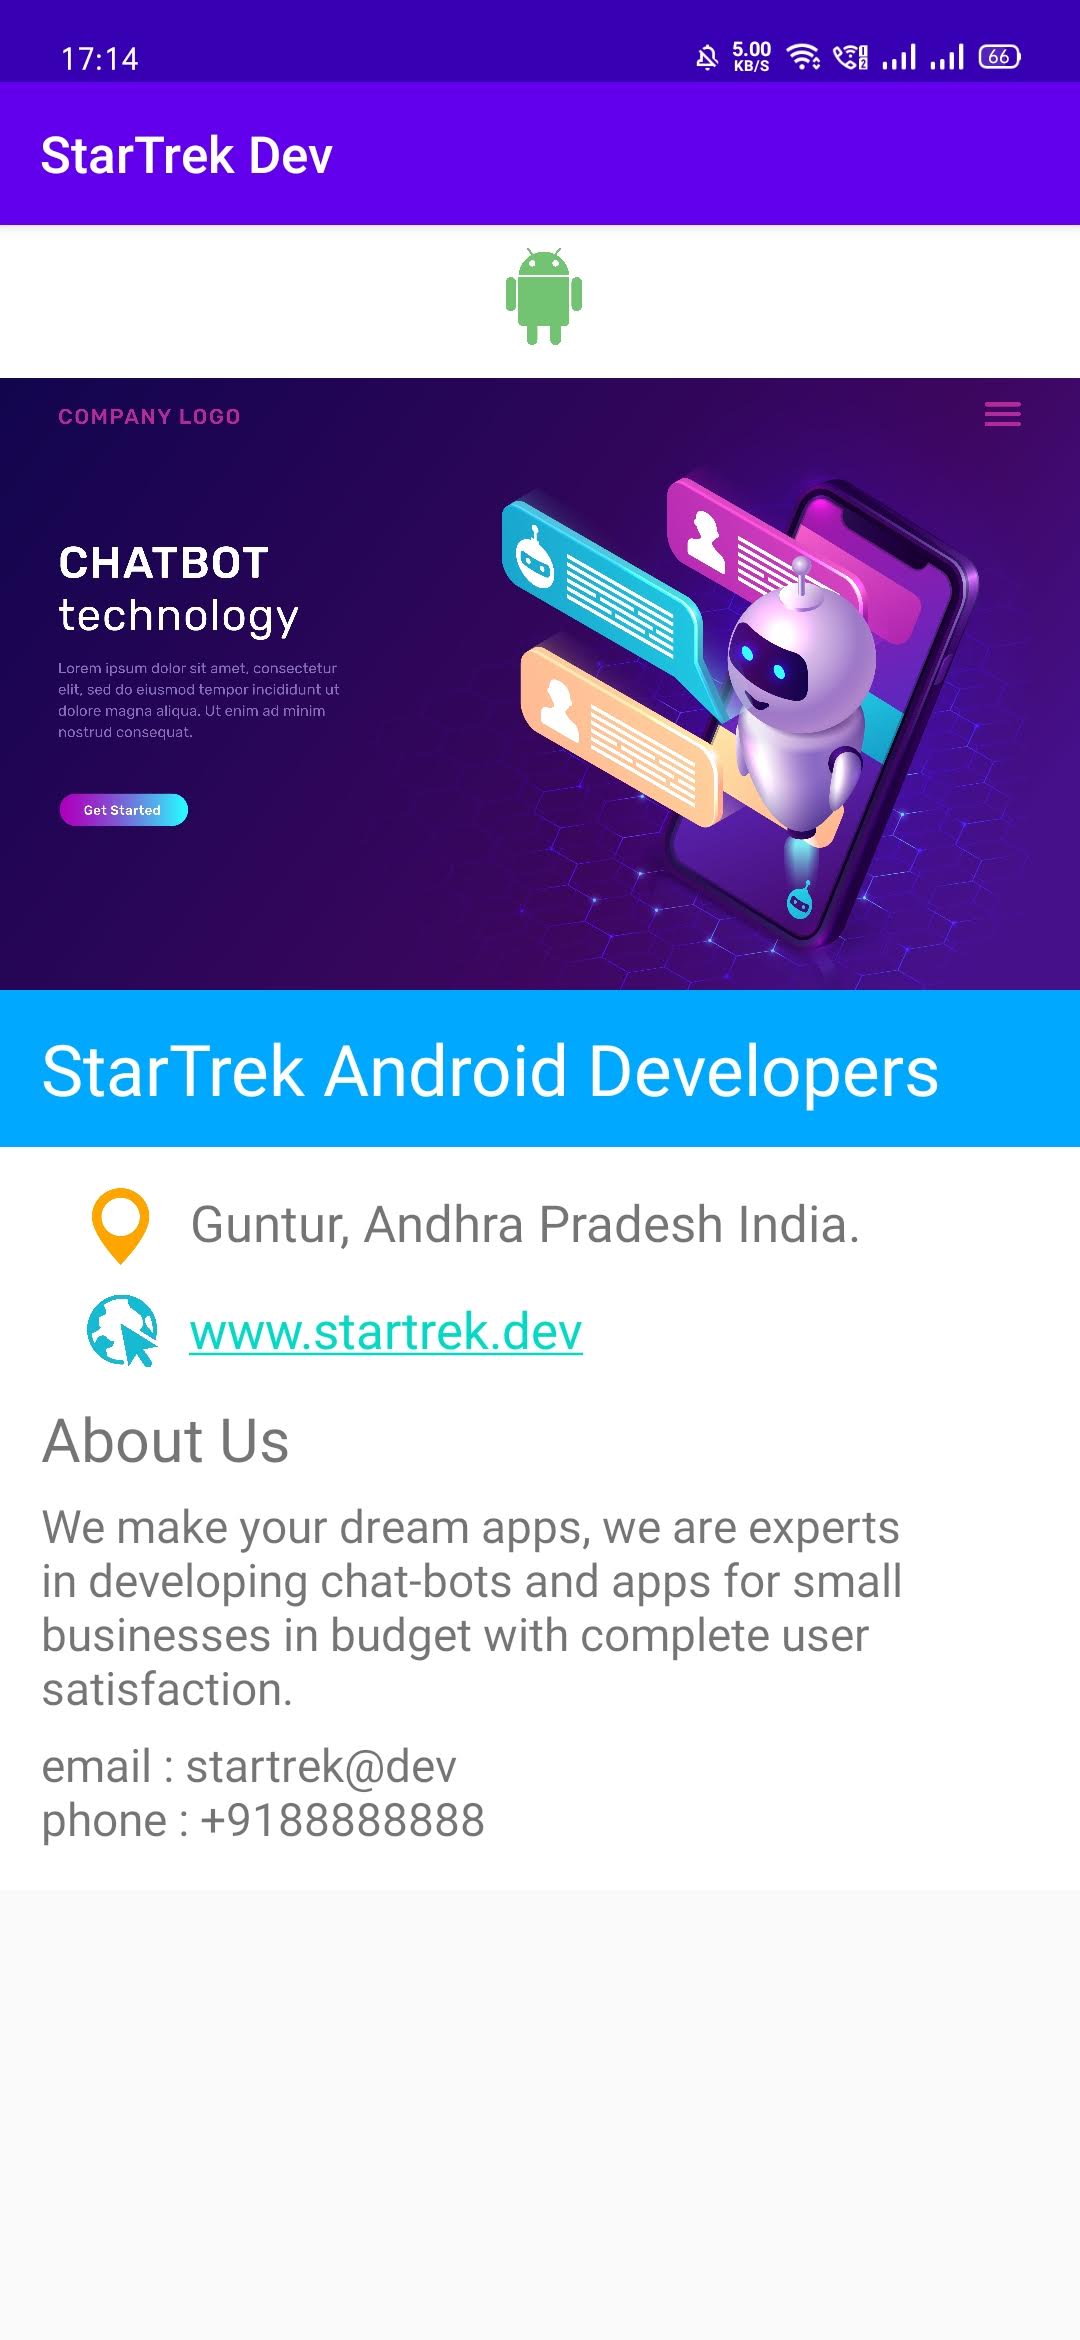 17:14
5.00
KB/S
1
2
66
StarTrek Dev
COMPANY LOGO
CHATBOT
technology
Lorem ipsum dolor sit amet, consectetur
elit, sed do eiusmod tempor incididunt ut
dolore magna aliqua. Ut enim ad minim
nostrud consequat.
Get Started
StarTrek Android Developers
Guntur, Andhra Pradesh India.
www.startrek.dev
About Us
We make your dream apps, we are experts
in developing chat-bots and apps for small
businesses in budget with complete user
satisfaction.
email : startrek@dev
phone : +9188888888